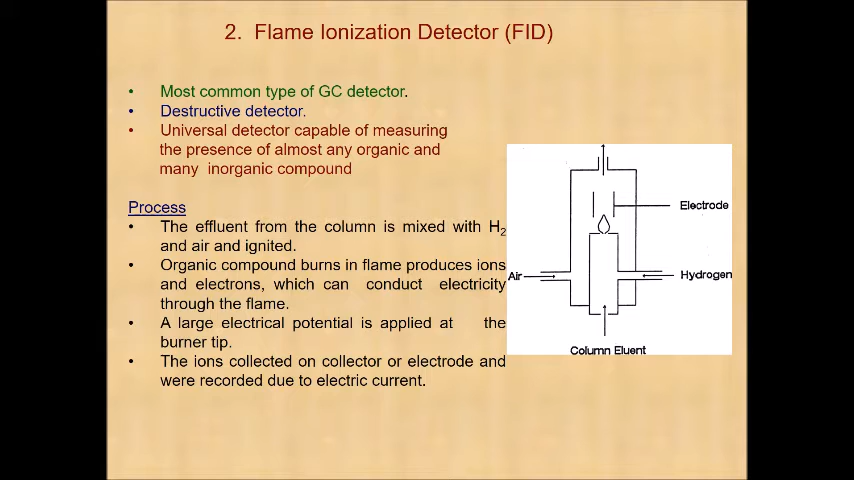 2. Flame Ionization Detector (FID)
• Most common type of GC detector.
• Destructive detector.
• Universal detector capable of measuring
the presence of almost any organic and
many inorganic compound
Process
• The effluent from the column is mixed with H2
and air and ignited.
• Organic compound burns in flame produces ions
and electrons, which can conduct electricity
through the flame.
• A large electrical potential is applied at the
burner tip.
• The ions collected on collector or electrode and
were recorded due to electric current.
Electrode
Air
Hydrogen
Column Eluent